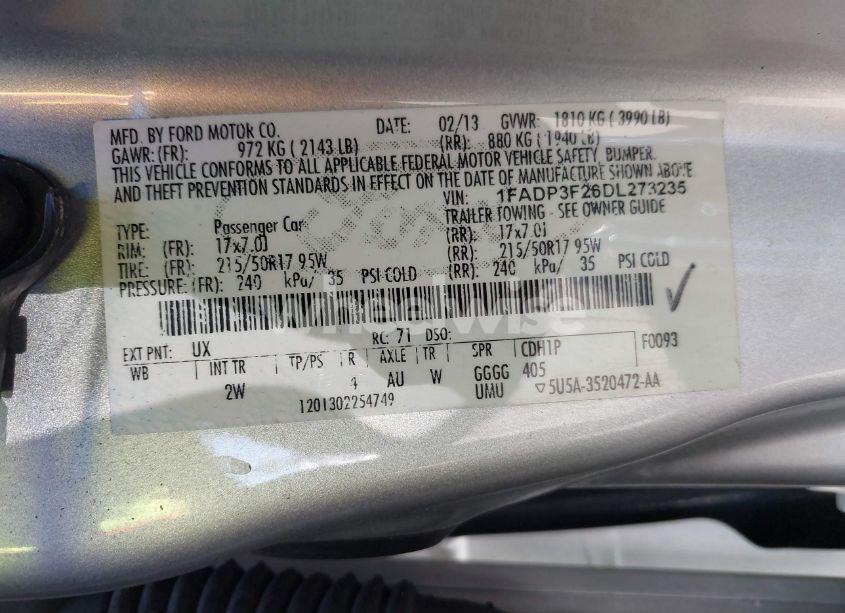 MFD. BY FORD MOTOR CO. DATE: 02/13 GVWR: 1810 KG ( 3990 LB)
GAWR: (FR): 972 KG ( 2143 LB) (RR): 880 KG ( 1940 LB)
THIS VEHICLE CONFORMS TO ALL APPLICABLE FEDERAL MOTOR VEHICLE SAFETY, BUMPER,
AND THEFT PREVENTION STANDARDS IN EFFECT ON THE DATE OF MANUFACTURE SHOWN ABOVE
VIN: 1FADP3F26DL273235
TYPE: Passenger Car TRAILER TOWING - SEE OWNER GUIDE
RIM: (FR): 17x7.0J (RR): 17x7.0J
TIRE: (FR): 215/50R17 95W (RR): 215/50R17 95W
PRESSURE: (FR): 240 kPa/ 35 PSI COLD (RR): 240 kPa/ 35 PSI COLD
wheelwise
EXT PNT: UX RC: 71 DSO: F0093
WB INT TR TP/PS R AXLE TR SPR CDH1P
2W 4 AU W GGGG 405
UMU ▽5U5A-3520472-AA
1201302254749